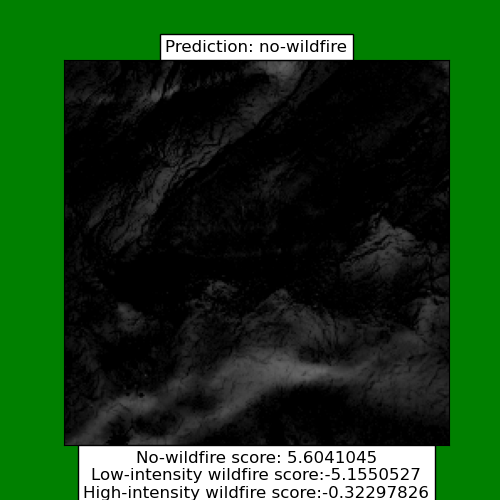 Prediction: no-wildfire
No-wildfire score: 5.6041045
Low-intensity wildfire score:-5.1550527
High-intensity wildfire score:-0.32297826